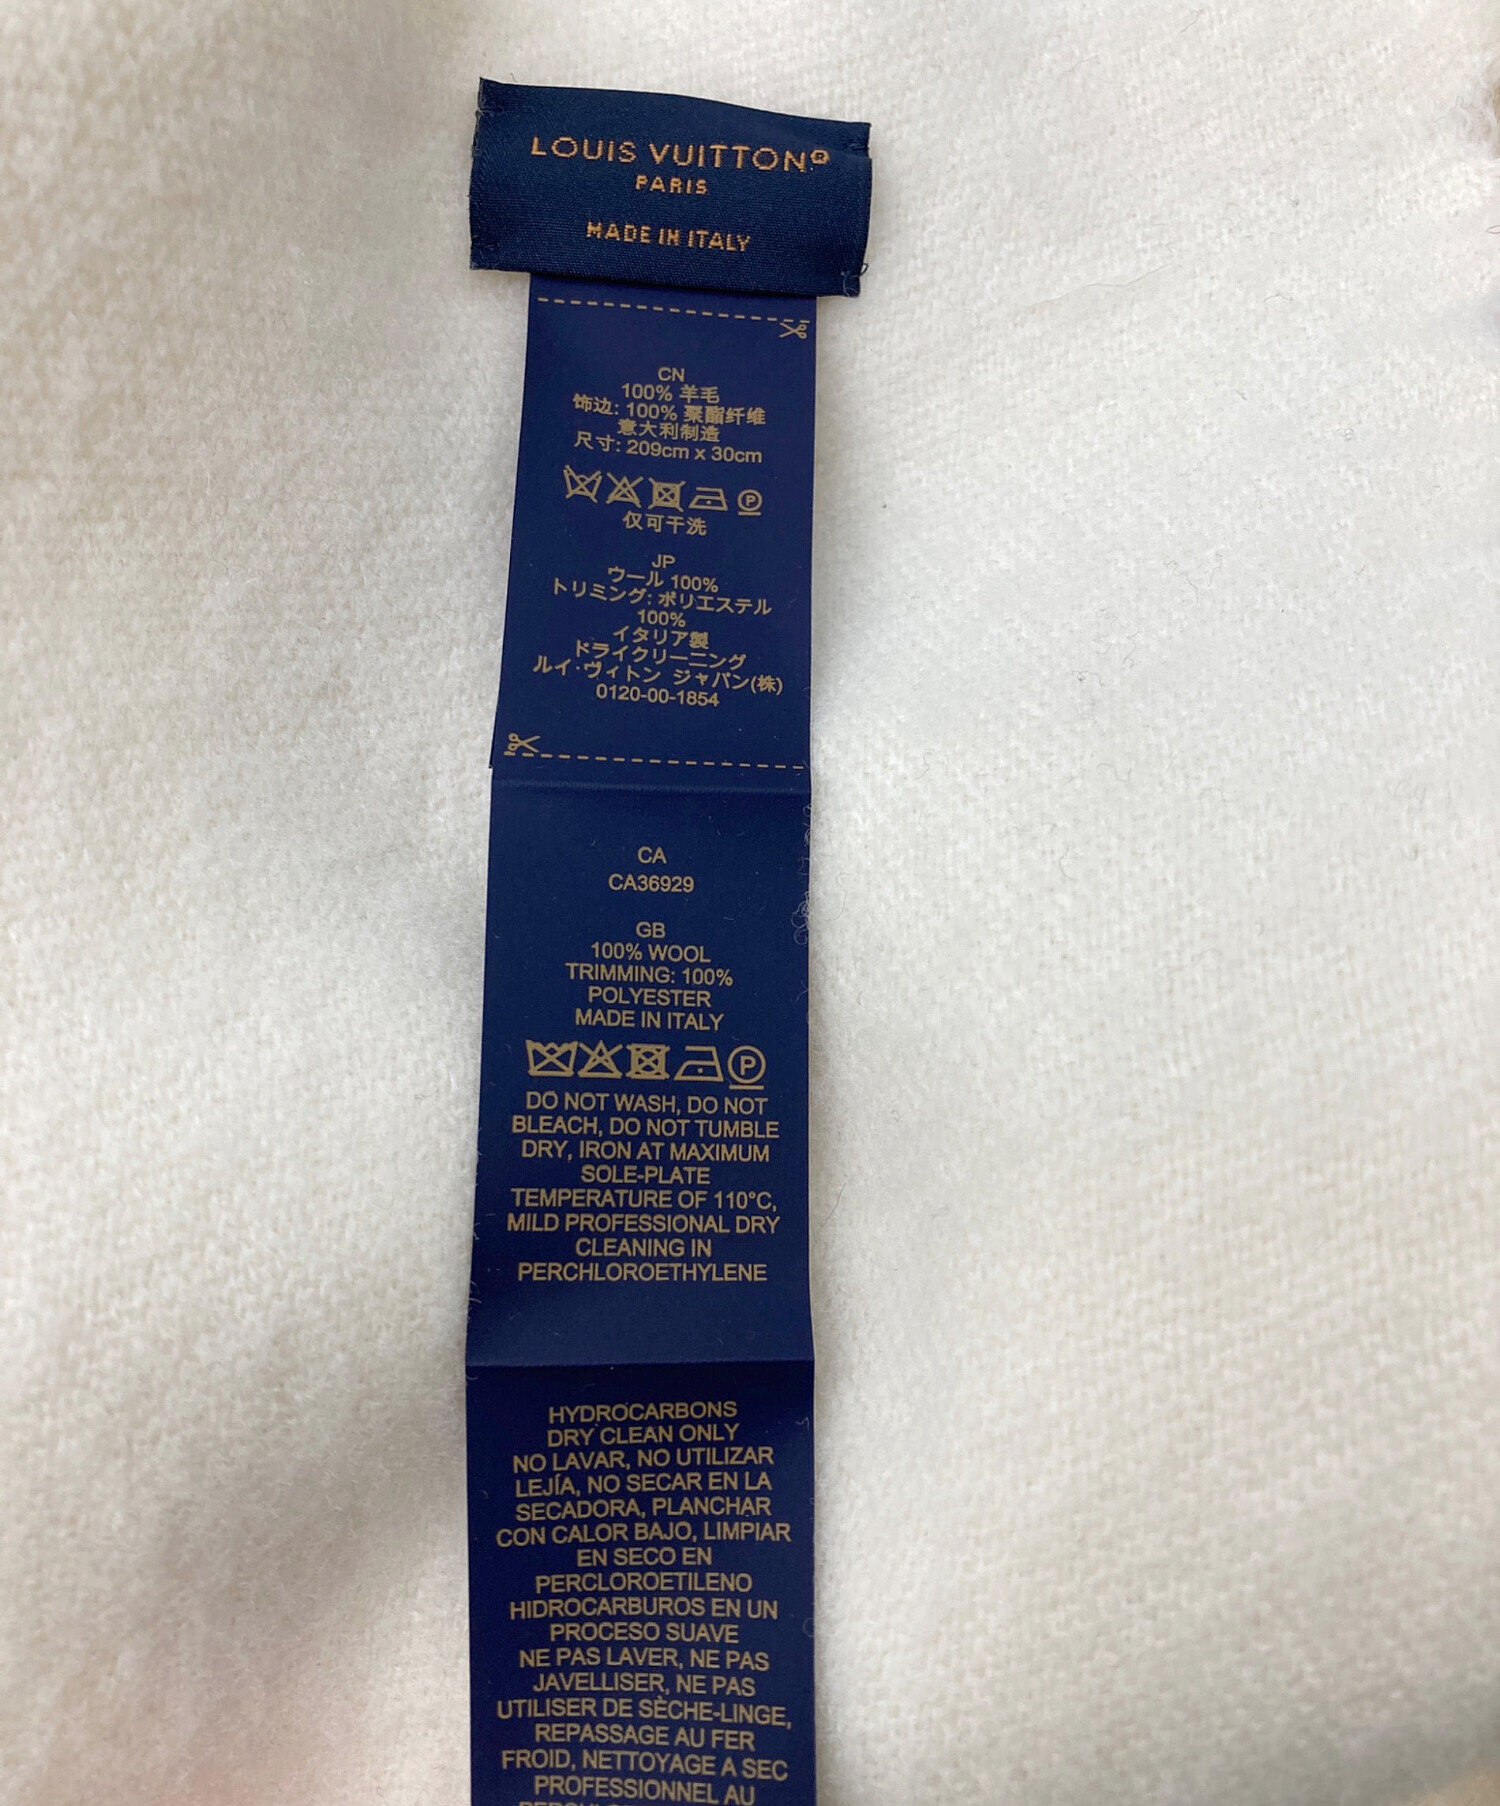 LOUIS VUITTON®
PARIS
MADE IN ITALY
CN
100% 羊毛
饰边: 100% 聚酯纤维
意大利制造
尺寸: 209cm x 30cm
P
仅可干洗
JP
ウール 100%
トリミング: ポリエステル
100%
イタリア製
ドライクリーニング
ルイ･ヴィトン ジャパン(株)
0120-00-1854
CA
CA36929
GB
100% WOOL
TRIMMING: 100%
POLYESTER
MADE IN ITALY
P
DO NOT WASH, DO NOT
BLEACH, DO NOT TUMBLE
DRY, IRON AT MAXIMUM
SOLE-PLATE
TEMPERATURE OF 110°C,
MILD PROFESSIONAL DRY
CLEANING IN
PERCHLOROETHYLENE
HYDROCARBONS
DRY CLEAN ONLY
NO LAVAR, NO UTILIZAR
LEJÍA, NO SECAR EN LA
SECADORA, PLANCHAR
CON CALOR BAJO, LIMPIAR
EN SECO EN
PERCLOROETILENO
HIDROCARBUROS EN UN
PROCESO SUAVE
NE PAS LAVER, NE PAS
JAVELLISER, NE PAS
UTILISER DE SÈCHE-LINGE,
REPASSAGE AU FER
FROID, NETTOYAGE A SEC
PROFESSIONNEL AU